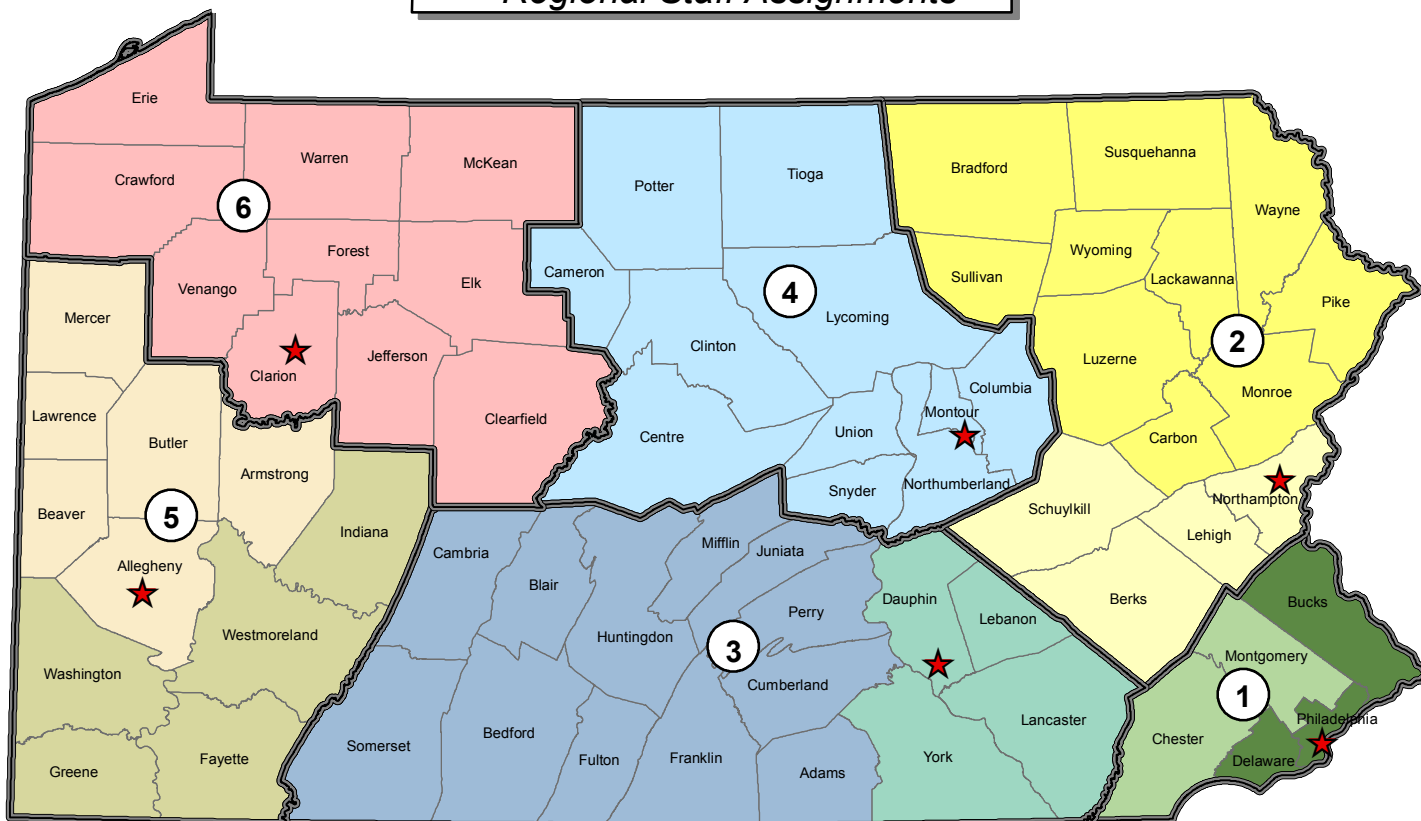 Regional Staff Assignments
Erie
Warren
McKean
Crawford
6
Forest
Venango
Elk
Clarion
Jefferson
Clearfield
Potter
Tioga
Cameron
4
Lycoming
Clinton
Columbia
Montour
Centre
Union
Snyder
Northumberland
Bradford
Susquehanna
Wayne
Wyoming
Sullivan
Lackawanna
Pike
2
Luzerne
Monroe
Carbon
Northampton
Schuylkill
Lehigh
Berks
Mercer
Lawrence
Butler
Armstrong
Beaver
5
Indiana
Allegheny
Westmoreland
Washington
Fayette
Greene
Cambria
Blair
Mifflin
Juniata
Huntingdon
Perry
3
Cumberland
Somerset
Bedford
Fulton
Franklin
Adams
Dauphin
Lebanon
Lancaster
York
Bucks
Montgomery
1
Philadelphia
Chester
Delaware